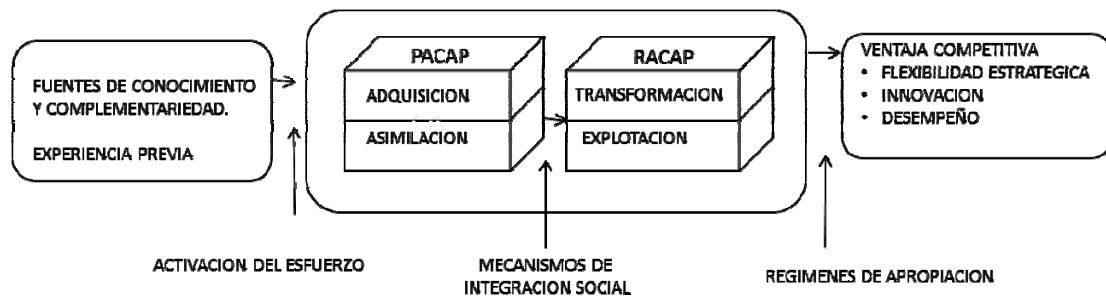 FUENTES DE CONOCIMIENTO
Y COMPLEMENTARIEDAD.
EXPERIENCIA PREVIA
PACAP
ADQUISICION
ASIMILACION
RACAP
TRANSFORMACION
EXPLOTACION
VENTAJA COMPETITIVA
• FLEXIBILIDAD ESTRATEGICA
• INNOVACION
• DESEMPEÑO
ACTIVACION DEL ESFUERZO
MECANISMOS DE
INTEGRACION SOCIAL
REGIMENES DE APROPIACION